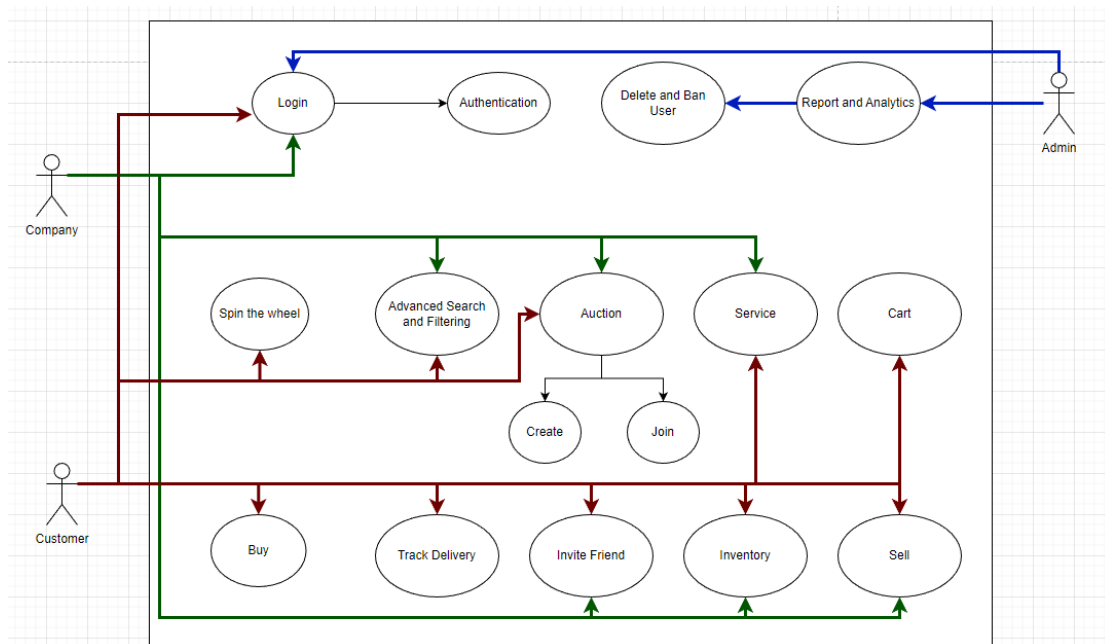 Login
Authentication
Delete and Ban
User
Report and Analytics
Admin
Company
Spin the wheel
Advanced Search
and Filtering
Auction
Service
Cart
Create
Join
Customer
Buy
Track Delivery
Invite Friend
Inventory
Sell